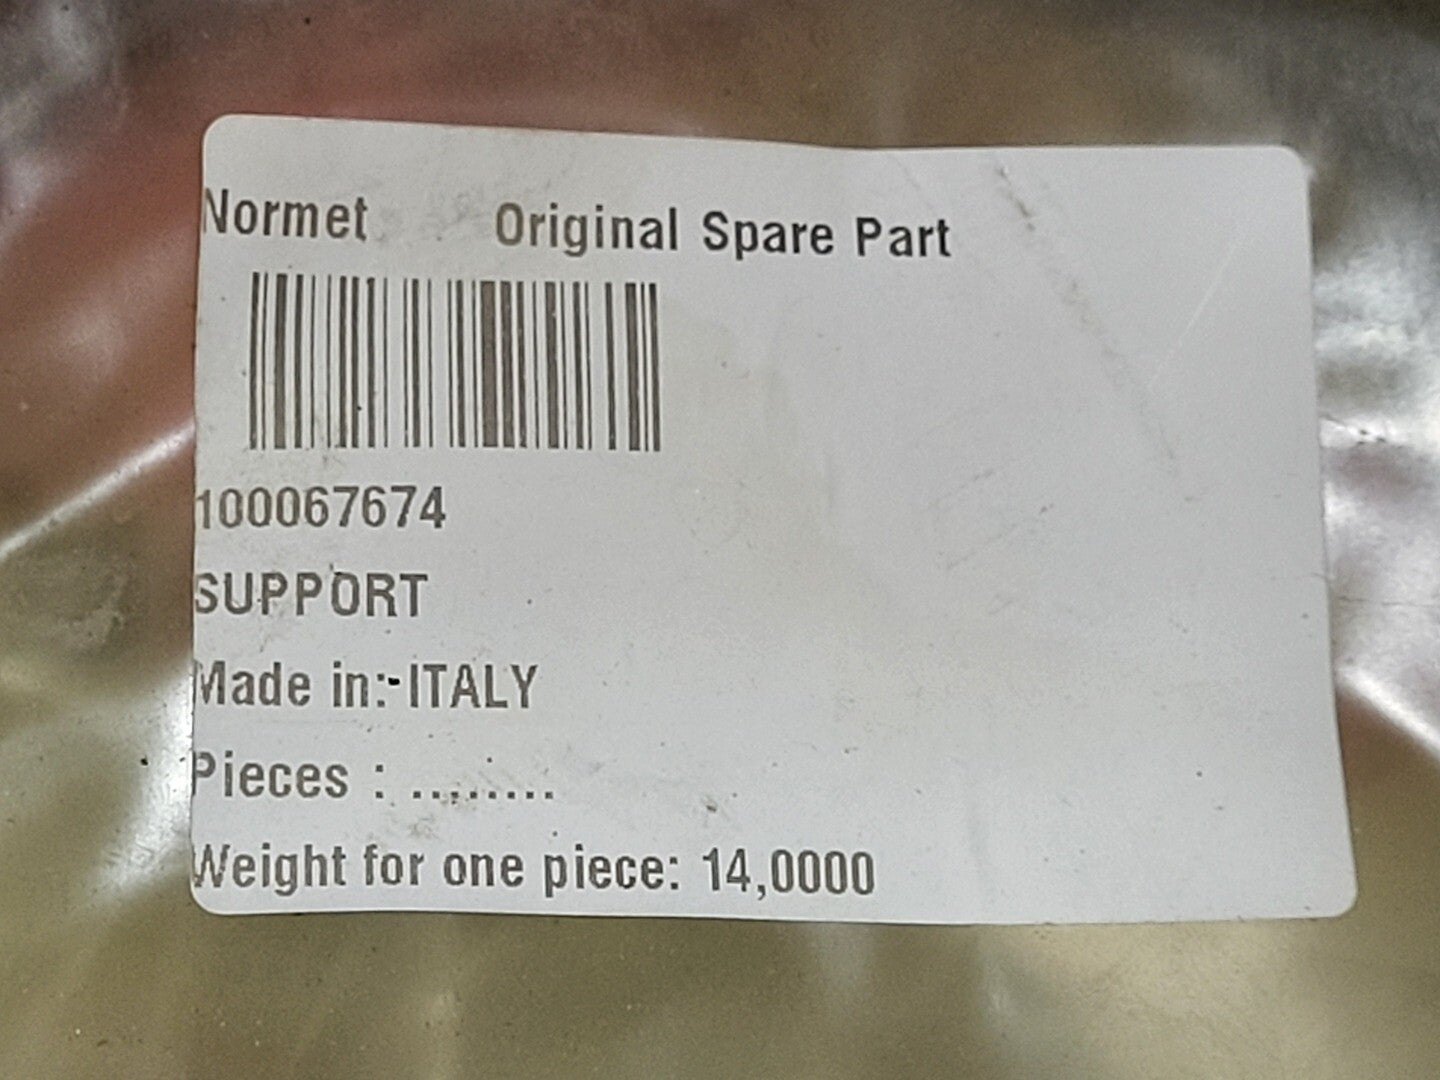 Normet Original Spare Part
100067674
SUPPORT
Made in:-ITALY
Pieces : ........
Weight for one piece: 14,0000